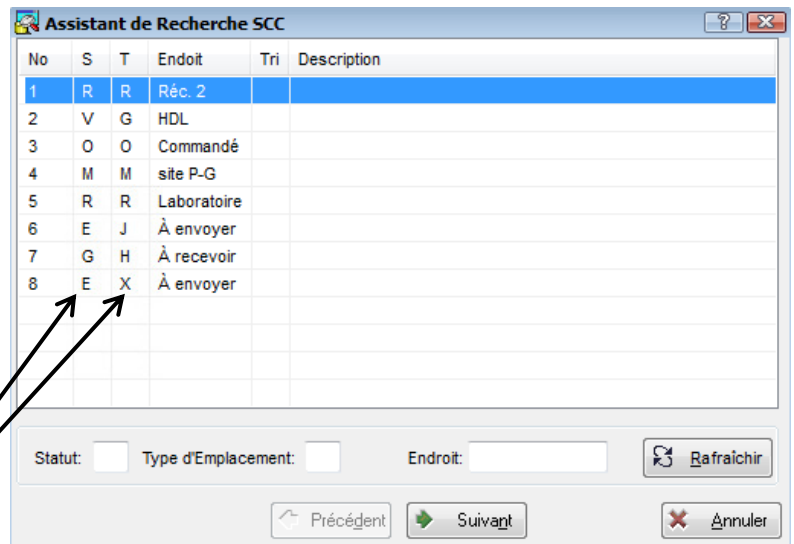 Assistant de Recherche SCC
No S T Endoit Tri Description
1 R R Réc. 2
2 V G HDL
3 O O Commandé
4 M M site P-G
5 R R Laboratoire
6 E J À envoyer
7 G H À recevoir
8 E X À envoyer
Statut: Type d'Emplacement: Endroit: Rafraîchir
Précédent Suivant Annuler